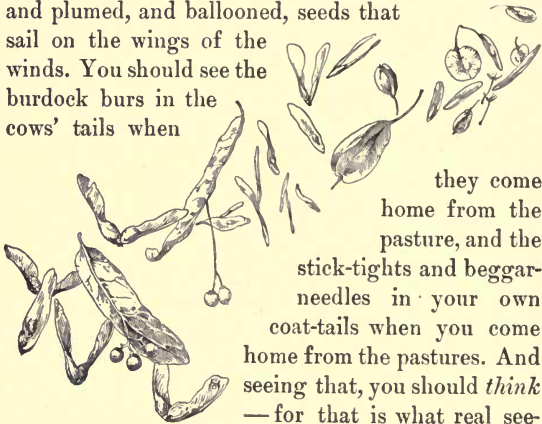 and plumed, and ballooned, seeds that
sail on the wings of the
winds. You should see the
burdock burs in the
cows' tails when
they come
home from the
pasture, and the
stick-tights and beggar-
needles in your own
coat-tails when you come
home from the pastures. And
seeing that, you should think
—for that is what real see-